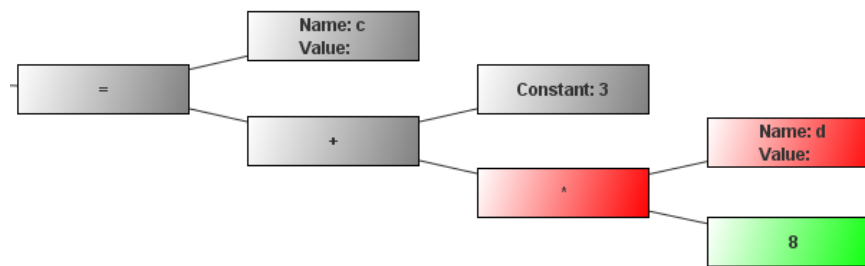 Name: c
Value:
=
Constant: 3
+
Name: d
Value:
*
8